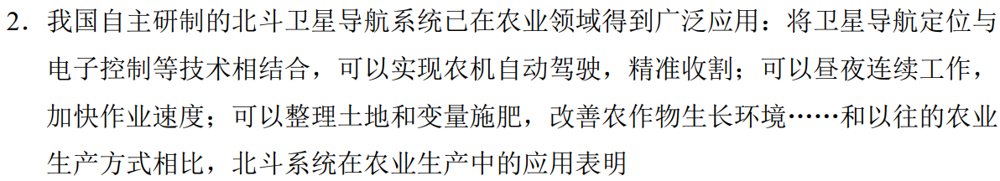 2．我国自主研制的北斗卫星导航系统已在农业领域得到广泛应用：将卫星导航定位与
电子控制等技术相结合，可以实现农机自动驾驶，精准收割；可以昼夜连续工作，
加快作业速度；可以整理土地和变量施肥，改善农作物生长环境……和以往的农业
生产方式相比，北斗系统在农业生产中的应用表明